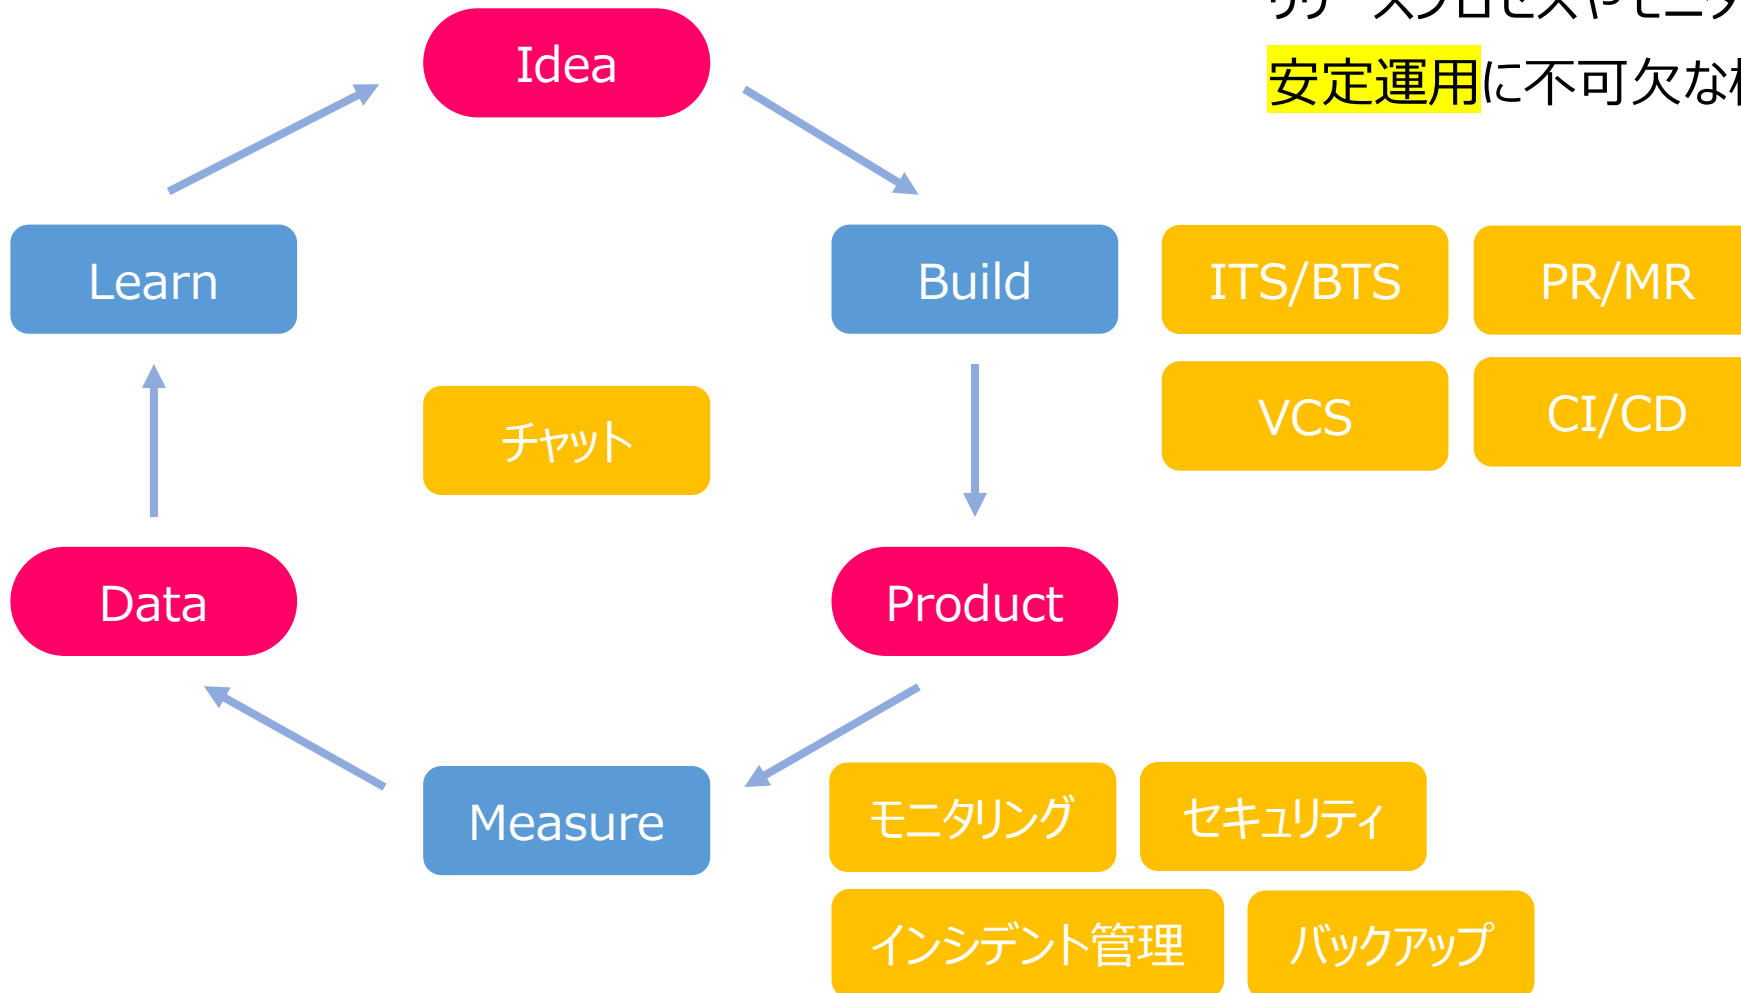 安定運用に不可欠な
Idea
Learn
Build
ITS/BTS
PR/MR
チャット
VCS
CI/CD
Data
Product
Measure
モニタリング
セキュリティ
インシデント管理
バックアップ